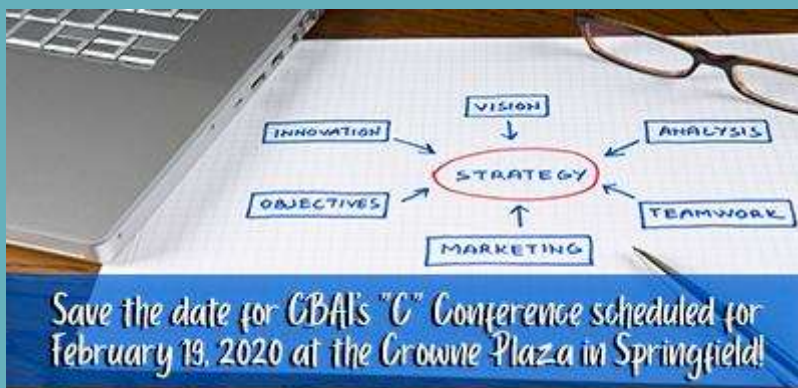 VISION
INNOVATION
ANALYSIS
STRATEGY
OBJECTIVES
TEAMWORK
MARKETING
Save the date for CBAI's "C" Conference scheduled for
February 19, 2020 at the Crowne Plaza in Springfield!